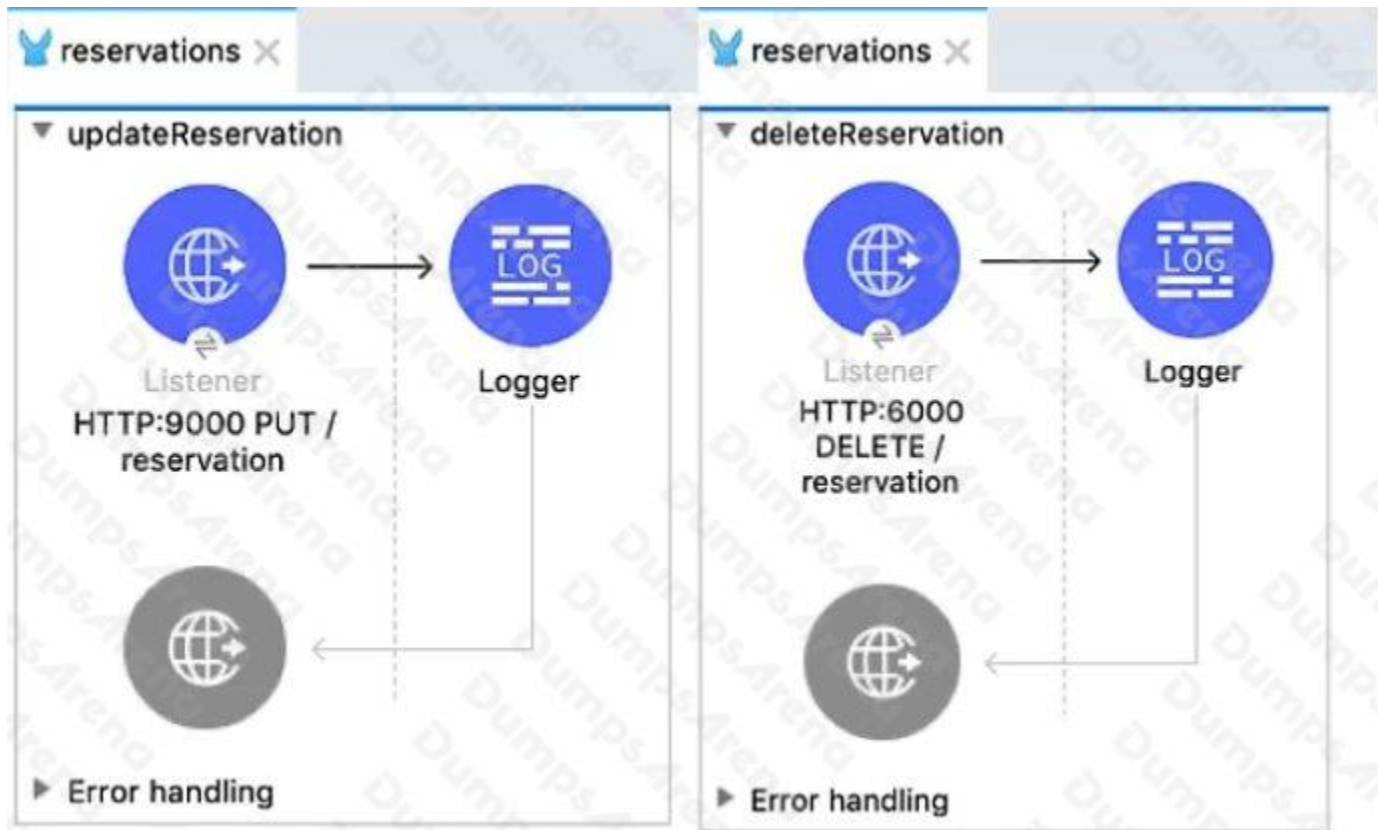 reservations
updateReservation
LOG
Listener
Logger
HTTP:9000 PUT /
reservation
Error handling
reservations
deleteReservation
LOG
Listener
Logger
HTTP:6000
DELETE /
reservation
Error handling
DumpsArena